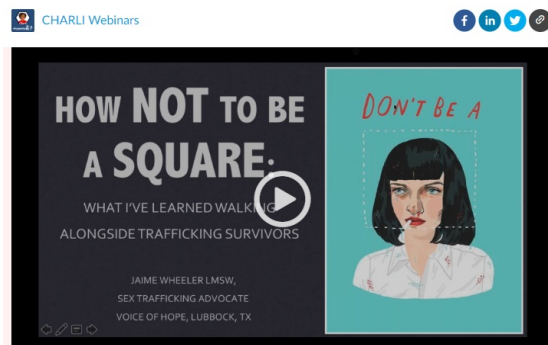 CHARLI Webinars
HOW NOT TO BE
A SQUARE:
WHAT I'VE LEARNED WALKING
ALONGSIDE TRAFFICKING SURVIVORS
JAIME WHEELER LMSW,
SEX TRAFFICKING ADVOCATE
VOICE OF HOPE, LUBBOCK, TX
DON'T BE A